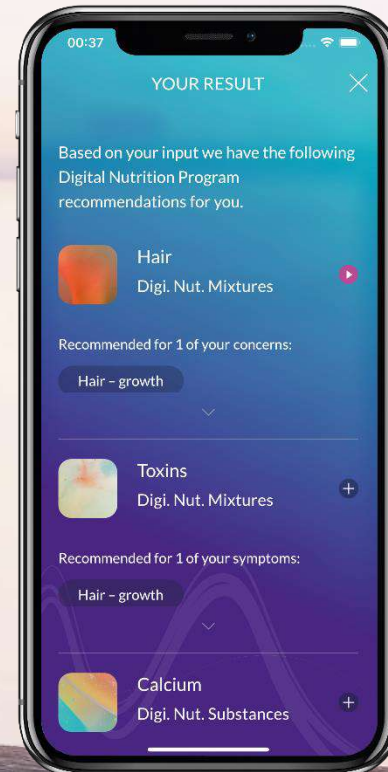 00:37
YOUR RESULT
Based on your input we have the following
Digital Nutrition Program
recommendations for you.
Hair
Digi. Nut. Mixtures
Recommended for 1 of your concerns:
Hair – growth
Toxins
Digi. Nut. Mixtures
Recommended for 1 of your symptoms:
Hair – growth
Calcium
Digi. Nut. Substances